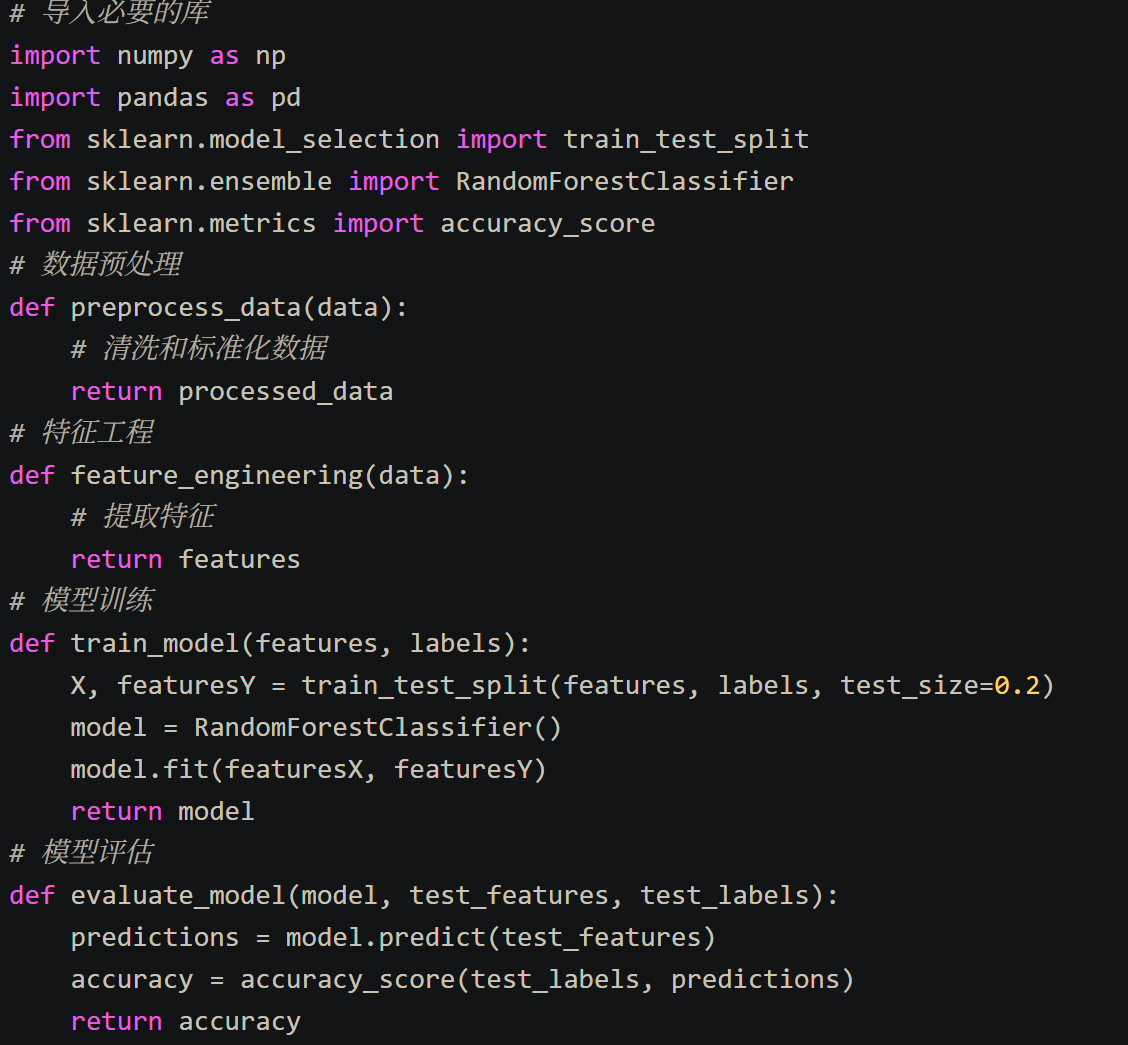 # 导入必要的库
import numpy as np
import pandas as pd
from sklearn.model_selection import train_test_split
from sklearn.ensemble import RandomForestClassifier
from sklearn.metrics import accuracy_score
# 数据预处理
def preprocess_data(data):
    # 清洗和标准化数据
    return processed_data
# 特征工程
def feature_engineering(data):
    # 提取特征
    return features
# 模型训练
def train_model(features, labels):
    X, featuresY = train_test_split(features, labels, test_size=0.2)
    model = RandomForestClassifier()
    model.fit(featuresX, featuresY)
    return model
# 模型评估
def evaluate_model(model, test_features, test_labels):
    predictions = model.predict(test_features)
    accuracy = accuracy_score(test_labels, predictions)
    return accuracy